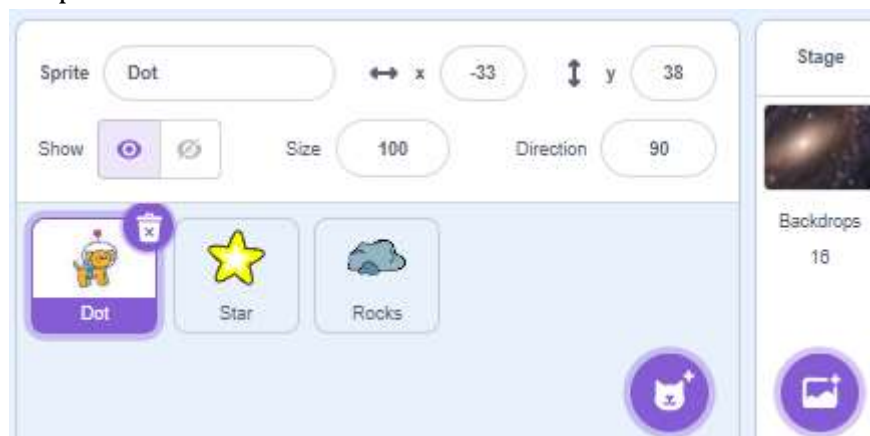 Sprite Dot x -33 y 38
Show Size 100 Direction 90
Dot Star Rocks
Stage
Backdrops
16